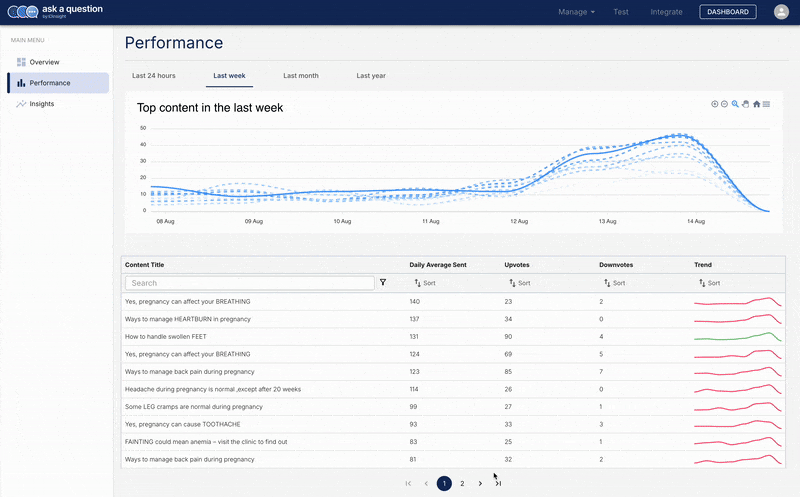 ask a question
by IDinsight
Manage Test Integrate DASHBOARD
MAIN MENU
Overview
Performance
Insights
Performance
Last 24 hours Last week Last month Last year
Top content in the last week
50
40
30
20
10
0
08 Aug 09 Aug 10 Aug 11 Aug 12 Aug 13 Aug 14 Aug
Content Title Daily Average Sent Upvotes Downvotes Trend
Search Sort Sort Sort Sort
Yes, pregnancy can affect your BREATHING 140 23 2
Ways to manage HEARTBURN in pregnancy 137 34 0
How to handle swollen FEET 131 90 4
Yes, pregnancy can affect your BREATHING 124 69 5
Ways to manage back pain during pregnancy 123 85 7
Headache during pregnancy is normal ,except after 20 weeks 114 26 0
Some LEG cramps are normal during pregnancy 99 27 1
Yes, pregnancy can cause TOOTHACHE 93 33 3
FAINTING could mean anemia – visit the clinic to find out 83 25 1
Ways to manage back pain during pregnancy 81 32 2
1 2